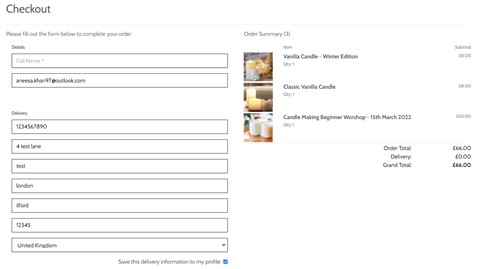 Checkout
Please fill out the form below to complete your order
Details
Full Name *
aneesa.khan97@outlook.com
Delivery
1234567890
4 test lane
test
london
ilford
12345
United Kingdom
Save this delivery information to my profile
Order Summary (3)
Item Subtotal
Vanilla Candle - Winter Edition £8.00
Qty: 1
Classic Vanilla Candle £8.00
Qty: 1
Candle Making Beginner Worshop - 15th March 2022 £50.00
Qty: 1
Order Total: £66.00
Delivery: £0.00
Grand Total: £66.00